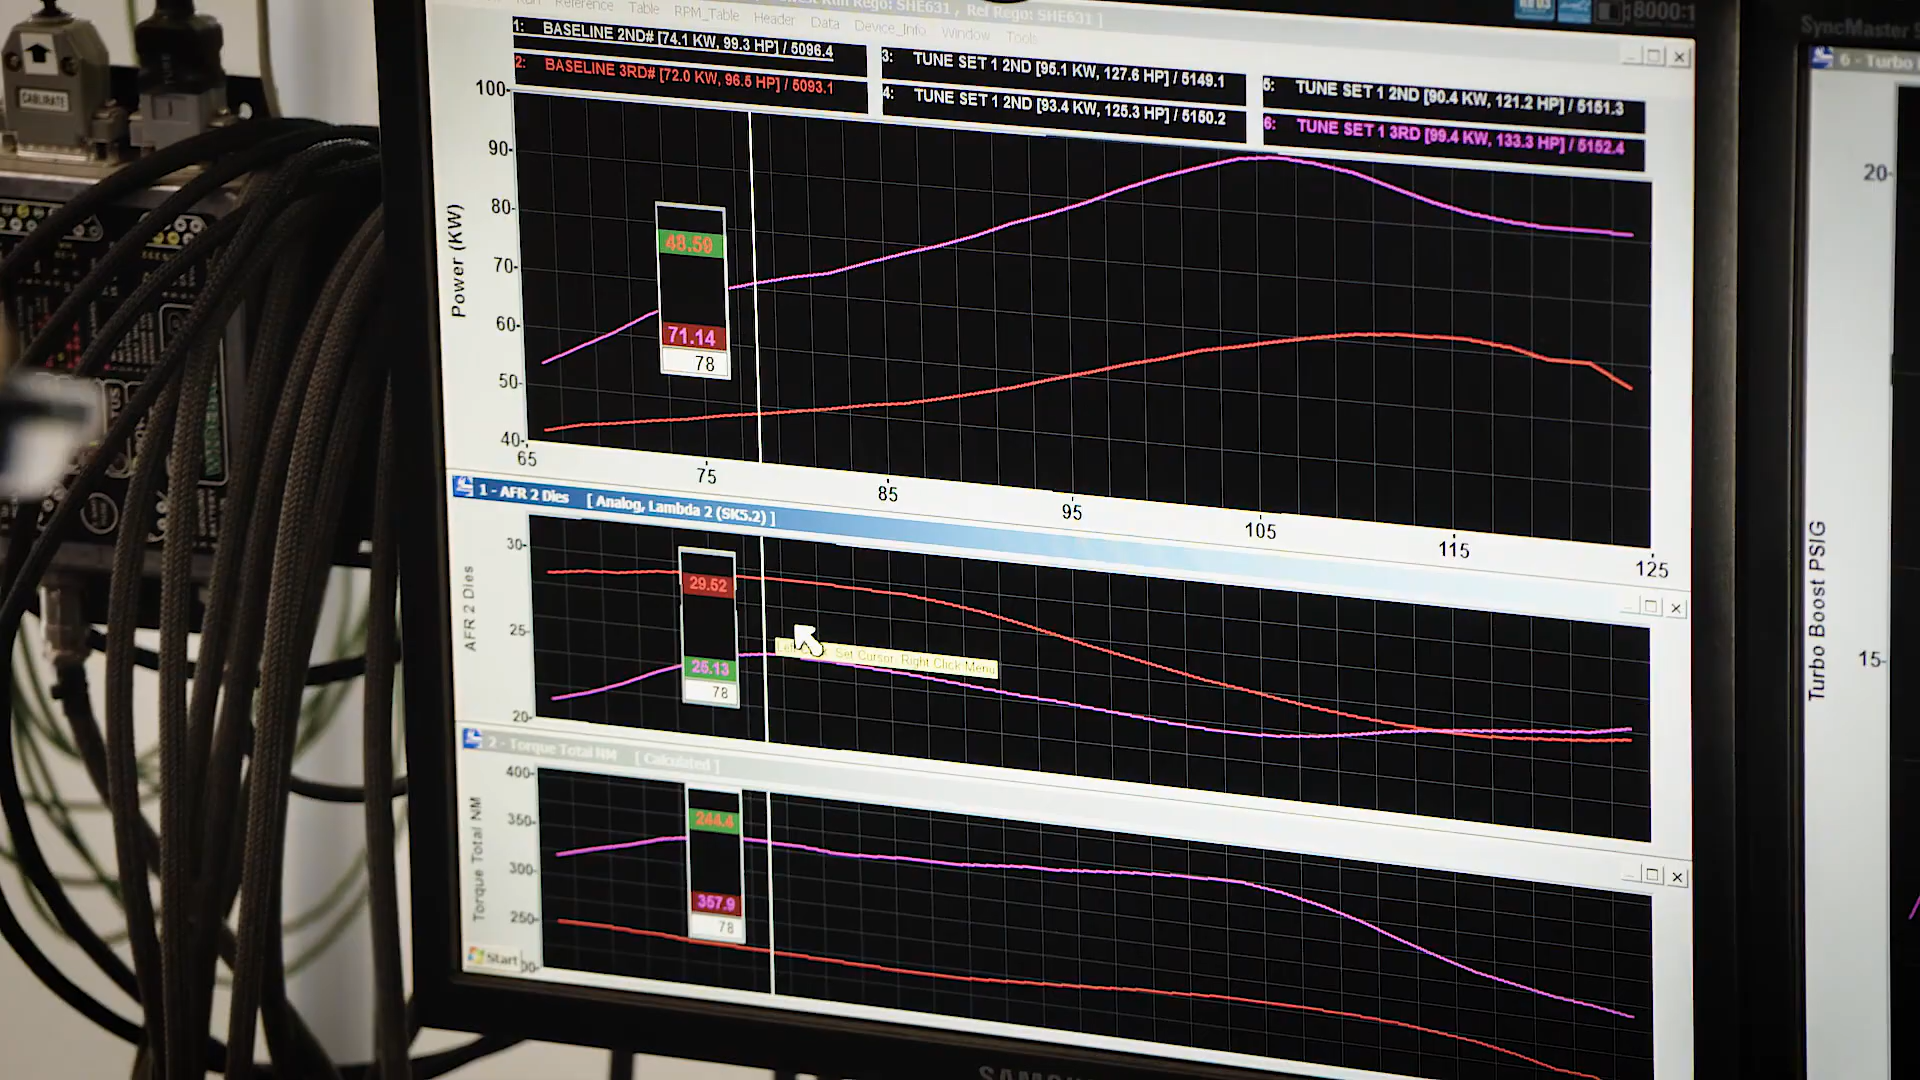 Run Rego: SHE631 , Ref Rego: SHE631 ]
8000:1
SyncMaster
Reference Table RPM_Table Header Data Device_Info Window Tools
1: BASELINE 2ND# [74.1 KW, 99.3 HP] / 5096.4
2: BASELINE 3RD# [72.0 KW, 96.5 HP] / 5093.1
3: TUNE SET 1 2ND [95.1 KW, 127.6 HP] / 5149.1
4: TUNE SET 1 2ND [93.4 KW, 125.3 HP] / 5150.2
5: TUNE SET 1 2ND [90.4 KW, 121.2 HP] / 5151.3
6: TUNE SET 1 3RD [99.4 KW, 133.3 HP] / 5152.4
6 - Turbo
CABLIRATE
Power (KW)
100
90
80
70
60
50
40
48.50
71.14
78
65
75
85
95
105
115
125
1 - AFR 2 Dies [ Analog, Lambda 2 (SK5.2) ]
AFR 2 Dies
30
25
20
29.52
25.13
78
Set Cursor, Right Click Menu
2 - Torque Total NM [ Calculated ]
Torque Total NM
400
350
300
250
244.4
357.9
78
Start
Turbo Boost PSIG
20
15